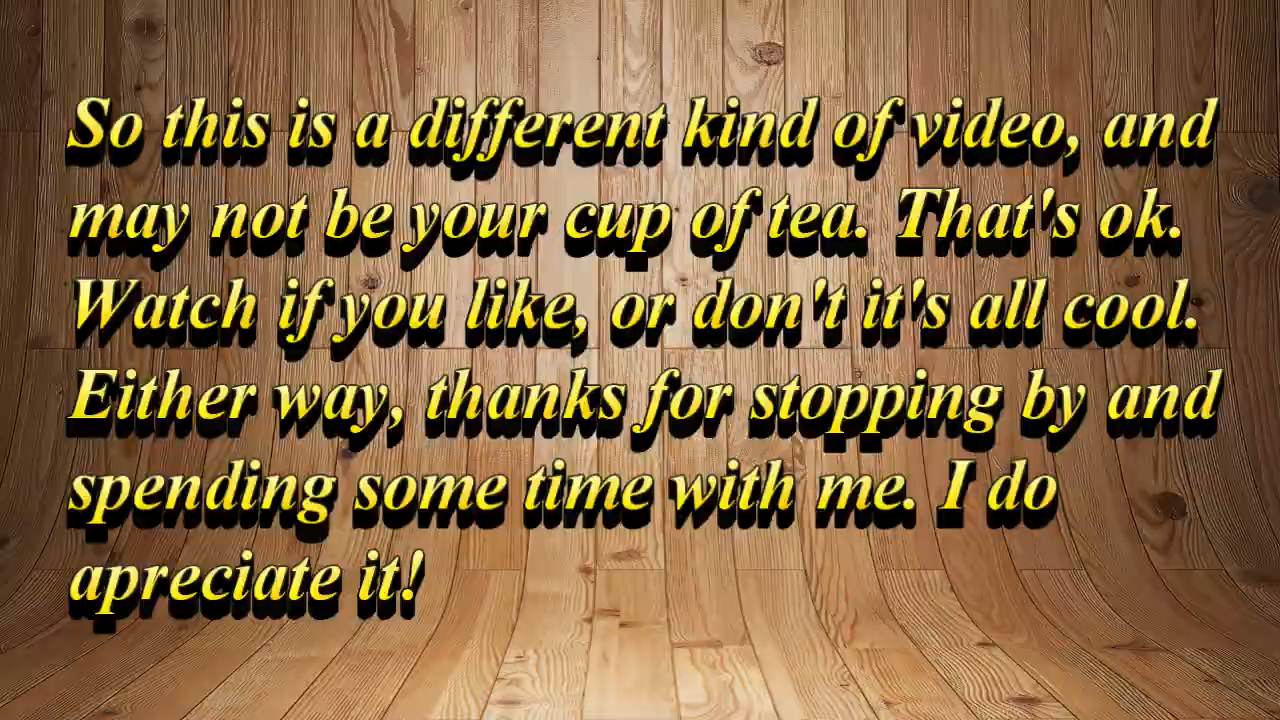 So this is a different kind of video, and
may not be your cup of tea. That's ok.
Watch if you like, or don't it's all cool.
Either way, thanks for stopping by and
spending some time with me. I do
apreciate it!